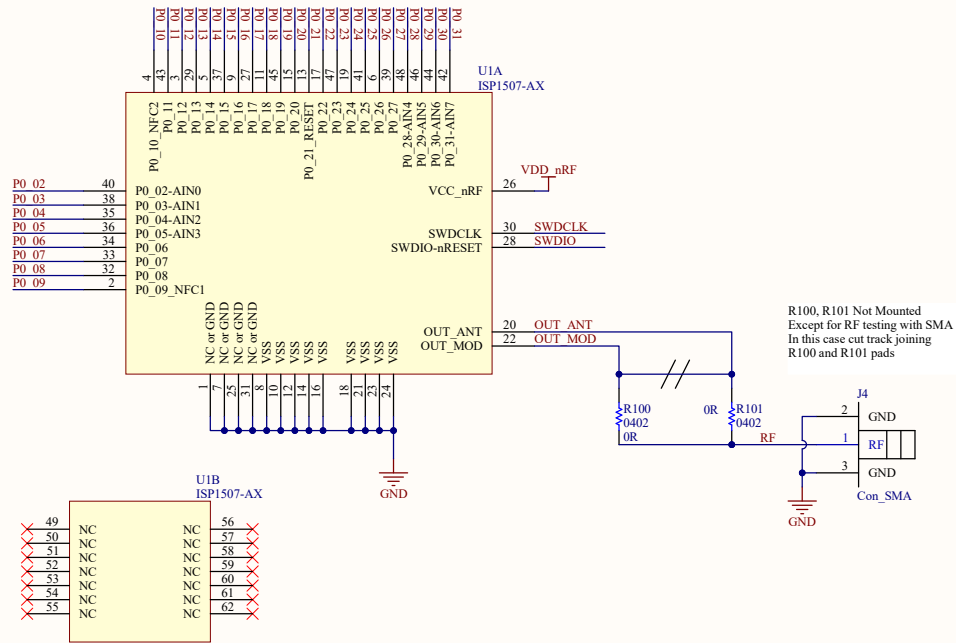 P0_10
P0_11
P0_12
P0_13
P0_14
P0_15
P0_16
P0_17
P0_18
P0_19
P0_20
P0_21
P0_22
P0_23
P0_24
P0_25
P0_26
P0_27
P0_28
P0_29
P0_30
P0_31
4
43
3
29
5
37
9
27
11
45
15
13
17
47
19
41
6
39
48
46
44
42
U1A
ISP1507-AX
P0_10_NFC2
P0_11
P0_12
P0_13
P0_14
P0_15
P0_16
P0_17
P0_18
P0_19
P0_20
P0_21_RESET
P0_22
P0_23
P0_24
P0_25
P0_26
P0_27
P0_28-AIN4
P0_29-AIN5
P0_30-AIN6
P0_31-AIN7
P0_02 40 P0_02-AIN0
P0_03 38 P0_03-AIN1
P0_04 35 P0_04-AIN2
P0_05 36 P0_05-AIN3
P0_06 34 P0_06
P0_07 33 P0_07
P0_08 32 P0_08
P0_09 2 P0_09_NFC1
VDD_nRF
VCC_nRF 26
SWDCLK 30 SWDCLK
SWDIO-nRESET 28 SWDIO
OUT_ANT 20 OUT_ANT
OUT_MOD 22 OUT_MOD
NC or GND
NC or GND
NC or GND
NC or GND
VSS
VSS
VSS
VSS
VSS
VSS
VSS
VSS
VSS
1
7
25
31
8
10
12
14
16
18
21
23
24
GND
R100, R101 Not Mounted
Except for RF testing with SMA
In this case cut track joining
R100 and R101 pads
R100
0402
0R
0R
R101
0402
RF
J4
2 GND
1 RF
3 GND
Con_SMA
GND
U1B
ISP1507-AX
49 NC NC 56
50 NC NC 57
51 NC NC 58
52 NC NC 59
53 NC NC 60
54 NC NC 61
55 NC NC 62